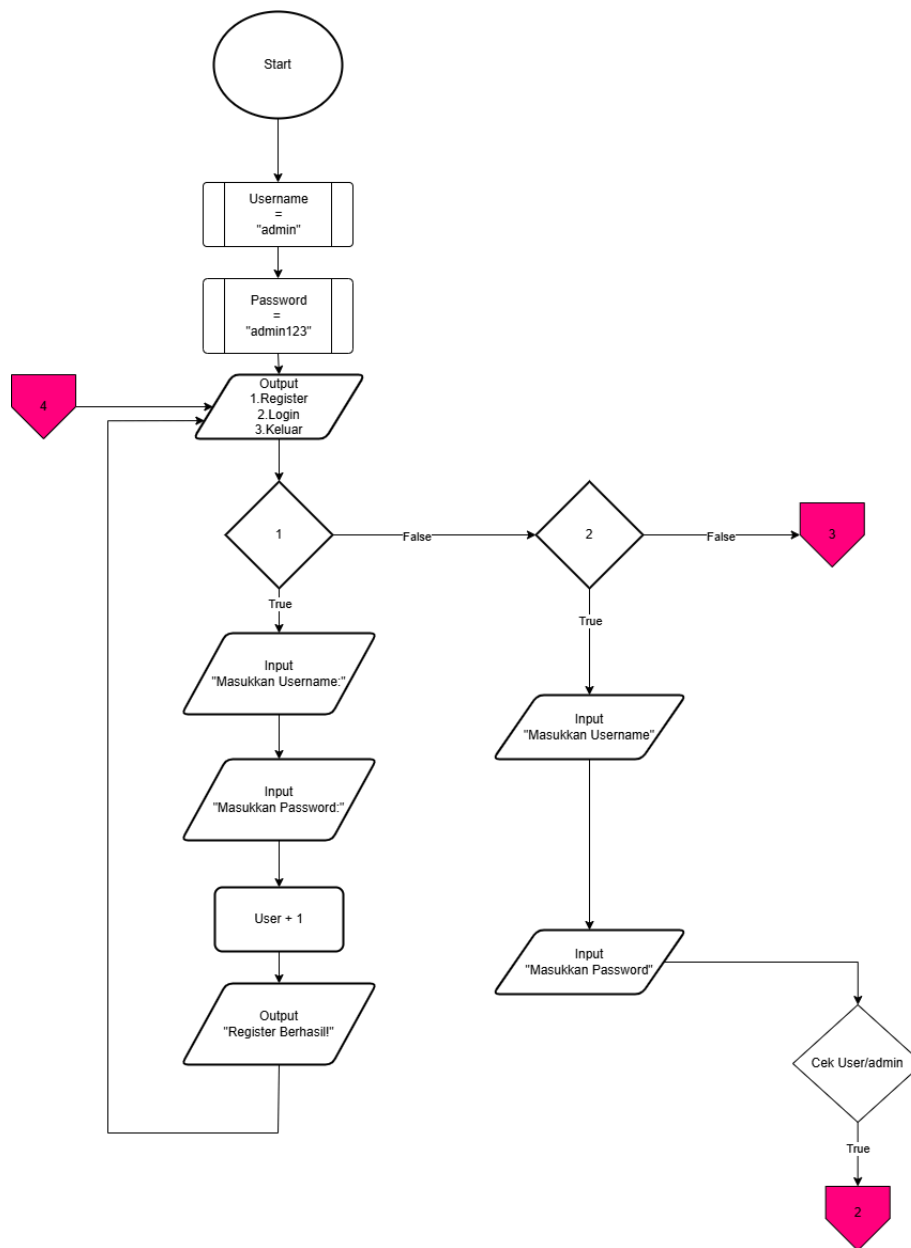 Start
Username
=
"admin"
Password
=
"admin123"
4
Output
1.Register
2.Login
3.Keluar
1
False
2
False
3
True
True
Input
"Masukkan Username:"
Input
"Masukkan Username"
Input
"Masukkan Password:"
User + 1
Input
"Masukkan Password"
Output
"Register Berhasil!"
Cek User/admin
True
2